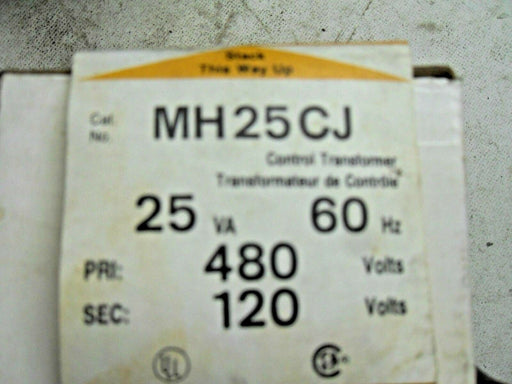 Stack
This Way Up
Cat.
No. MH25CJ
Control Transformer
Transformateur de Contrôle
25 VA 60 Hz
PRI: 480 Volts
SEC: 120 Volts
UL